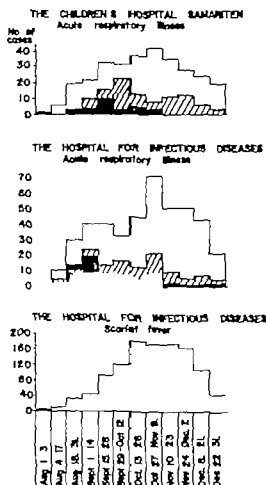 THE CHILDREN'S HOSPITAL SAMARITEN
Acute respiratory illness
No of
cases
40
30
20
10
0
THE HOSPITAL FOR INFECTIOUS DISEASES
Acute respiratory illness
70
60
50
40
30
20
10
0
THE HOSPITAL FOR INFECTIOUS DISEASES
Scarlet fever
200
160
120
80
40
0
Aug 1 3
Aug 4 17
Aug 18. 31.
Sept 1 14
Sept 15. 28
Sept 29 - Oct 12
Oct. 13 26
Oct 27 Nov 9.
Nov 10 23
Nov 24 Dec. 7.
Dec. 8. 21.
Dec 22 31.